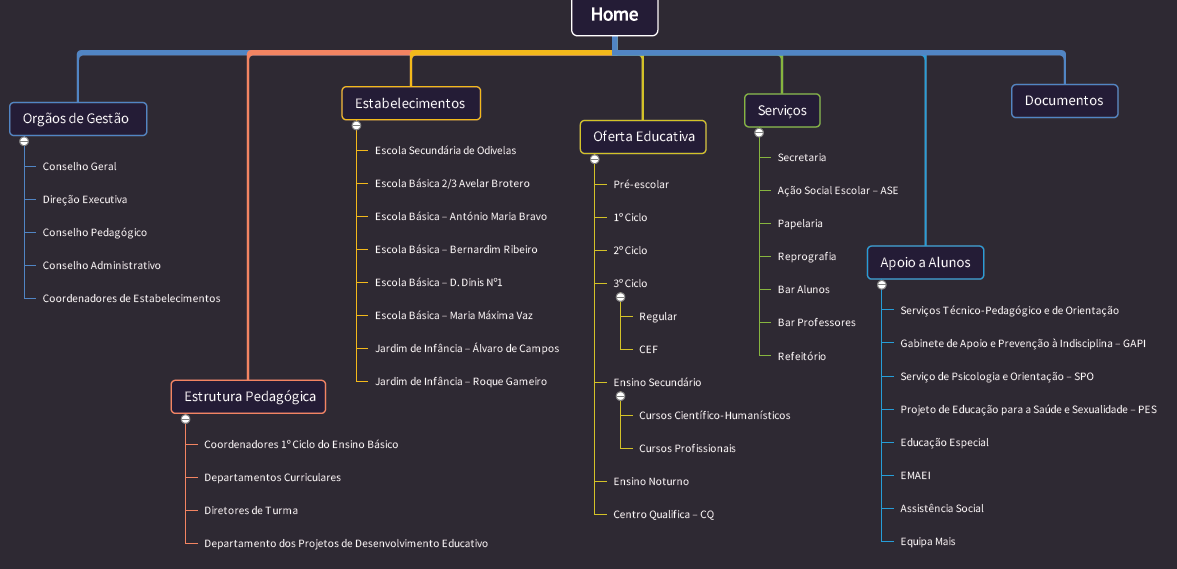 Home
Orgãos de Gestão
Conselho Geral
Direção Executiva
Conselho Pedagógico
Conselho Administrativo
Coordenadores de Estabelecimentos
Estrutura Pedagógica
Coordenadores 1º Ciclo do Ensino Básico
Departamentos Curriculares
Diretores de Turma
Departamento dos Projetos de Desenvolvimento Educativo
Estabelecimentos
Escola Secundária de Odivelas
Escola Básica 2/3 Avelar Brotero
Escola Básica – António Maria Bravo
Escola Básica – Bernardim Ribeiro
Escola Básica – D. Dinis Nº1
Escola Básica – Maria Máxima Vaz
Jardim de Infância – Álvaro de Campos
Jardim de Infância – Roque Gameiro
Oferta Educativa
Pré-escolar
1º Ciclo
2º Ciclo
3º Ciclo
Regular
CEF
Ensino Secundário
Cursos Científico-Humanísticos
Cursos Profissionais
Ensino Noturno
Centro Qualifica – CQ
Serviços
Secretaria
Ação Social Escolar – ASE
Papelaria
Reprografia
Bar Alunos
Bar Professores
Refeitório
Apoio a Alunos
Serviços Técnico-Pedagógico e de Orientação
Gabinete de Apoio e Prevenção à Indisciplina – GAPI
Serviço de Psicologia e Orientação – SPO
Projeto de Educação para a Saúde e Sexualidade – PES
Educação Especial
EMAEI
Assistência Social
Equipa Mais
Documentos